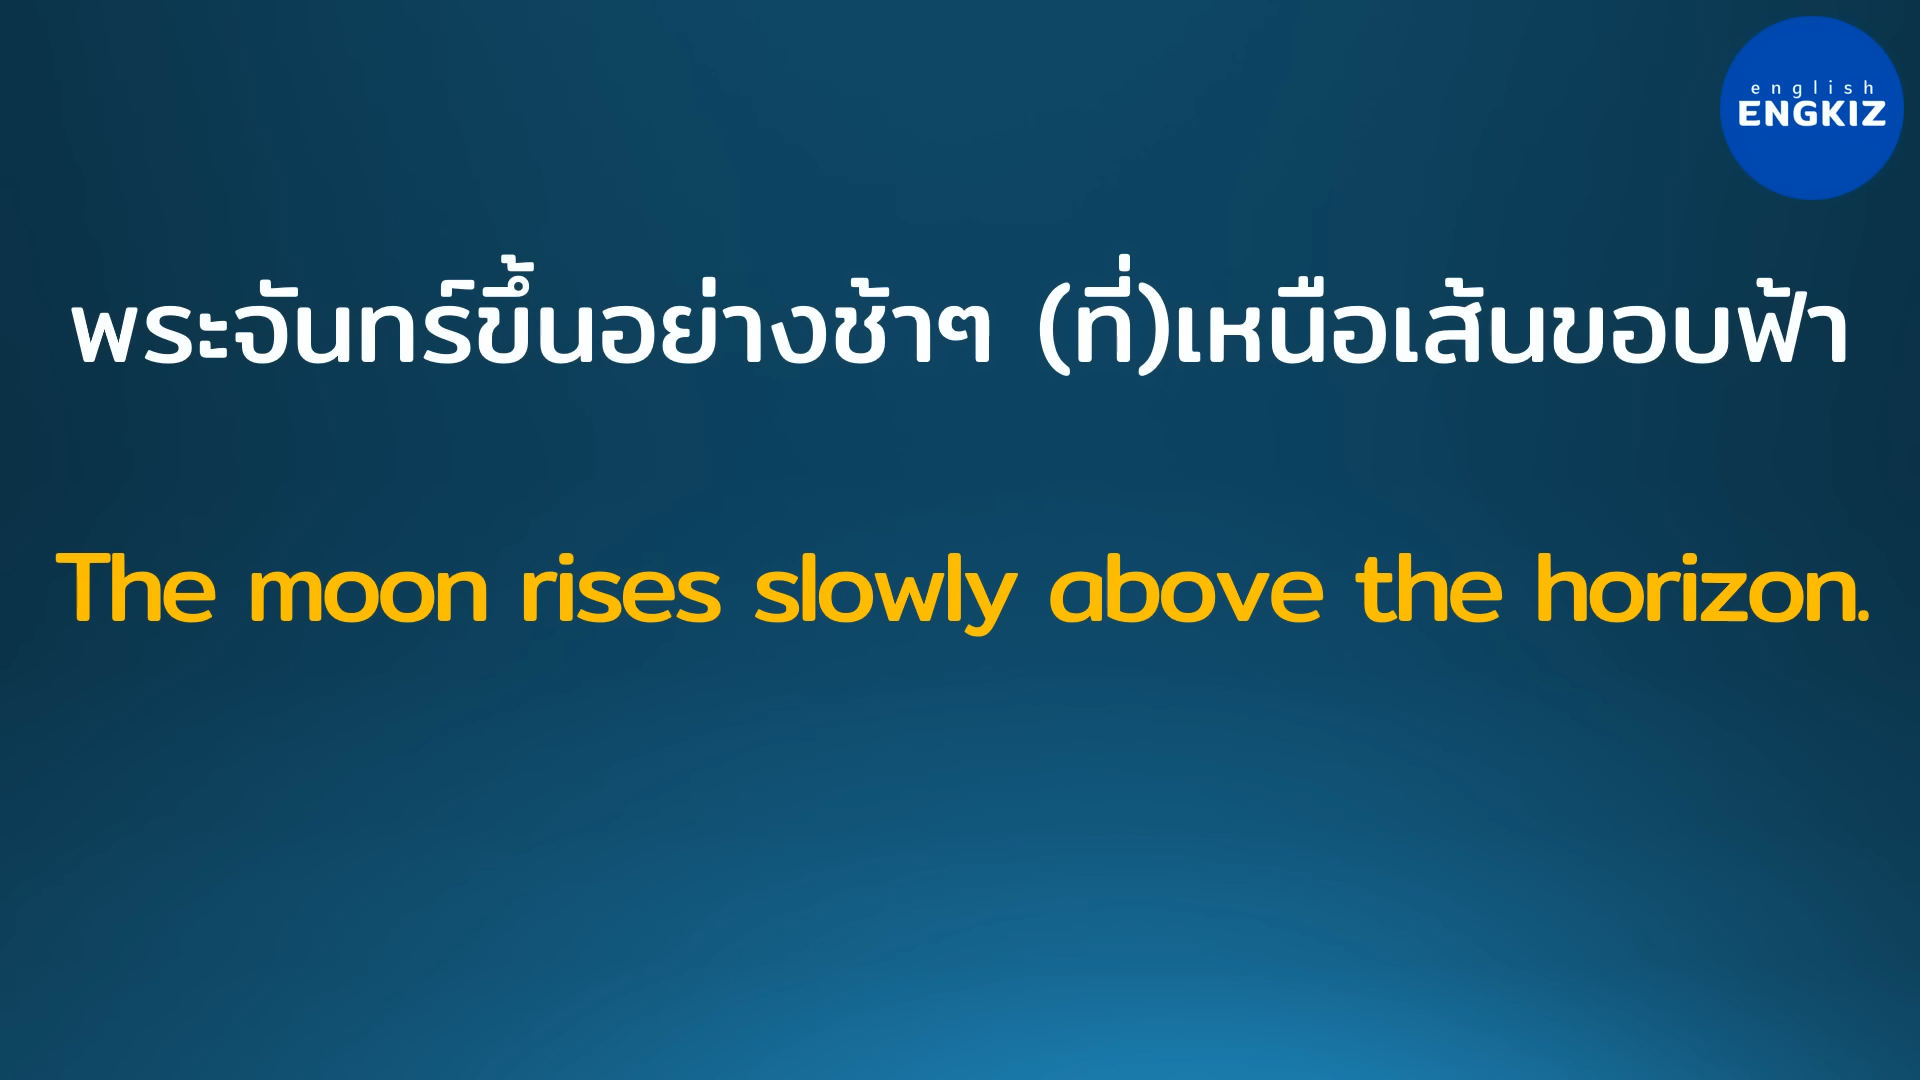 english
ENGKIZ
พระจันทร์ขึ้นอย่างช้าๆ (ที่)เหนือเส้นขอบฟ้า
The moon rises slowly above the horizon.